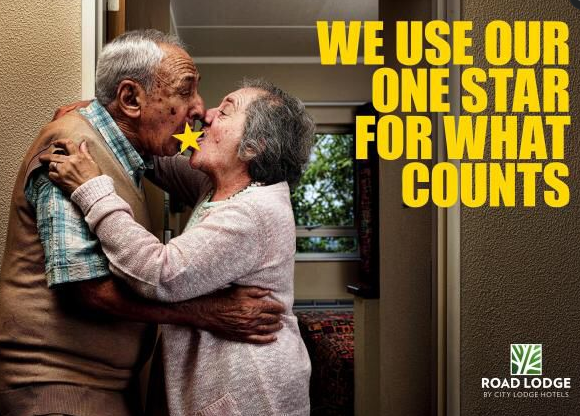 WE USE OUR
ONE STAR
FOR WHAT
COUNTS
ROAD LODGE
BY CITY LODGE HOTELS